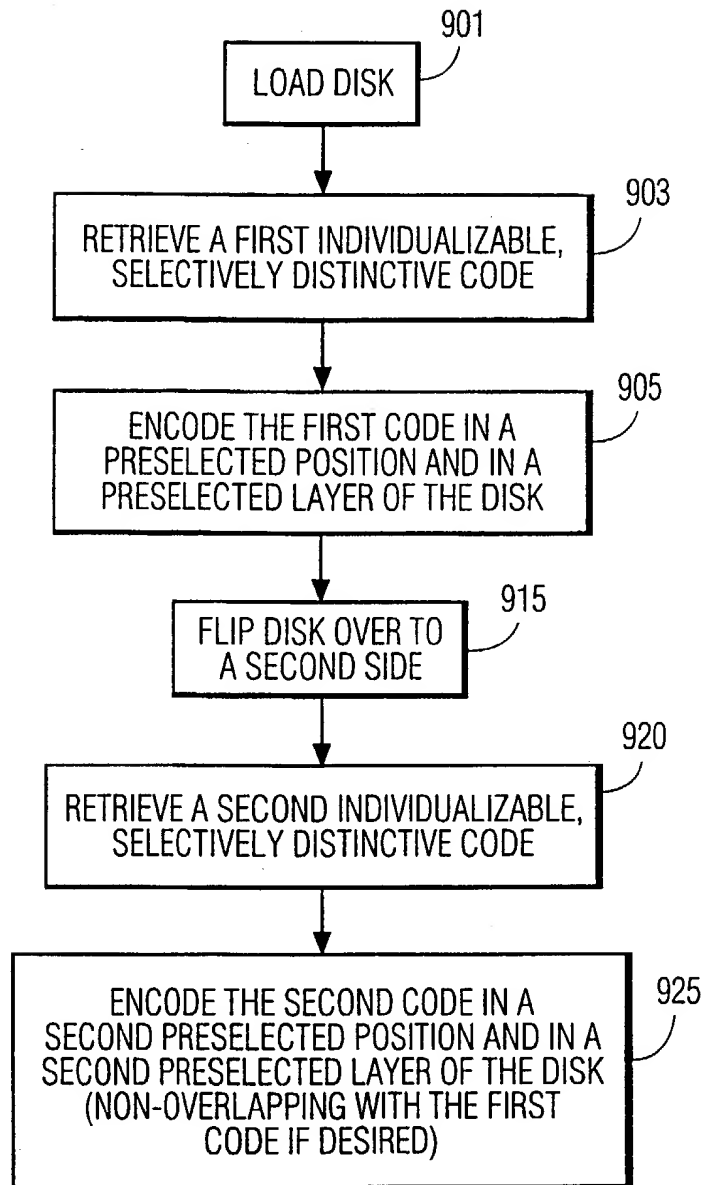 901
LOAD DISK
903
RETRIEVE A FIRST INDIVIDUALIZABLE,
SELECTIVELY DISTINCTIVE CODE
905
ENCODE THE FIRST CODE IN A
PRESELECTED POSITION AND IN A
PRESELECTED LAYER OF THE DISK
915
FLIP DISK OVER TO
A SECOND SIDE
920
RETRIEVE A SECOND INDIVIDUALIZABLE,
SELECTIVELY DISTINCTIVE CODE
925
ENCODE THE SECOND CODE IN A
SECOND PRESELECTED POSITION AND IN A
SECOND PRESELECTED LAYER OF THE DISK
(NON-OVERLAPPING WITH THE FIRST
CODE IF DESIRED)